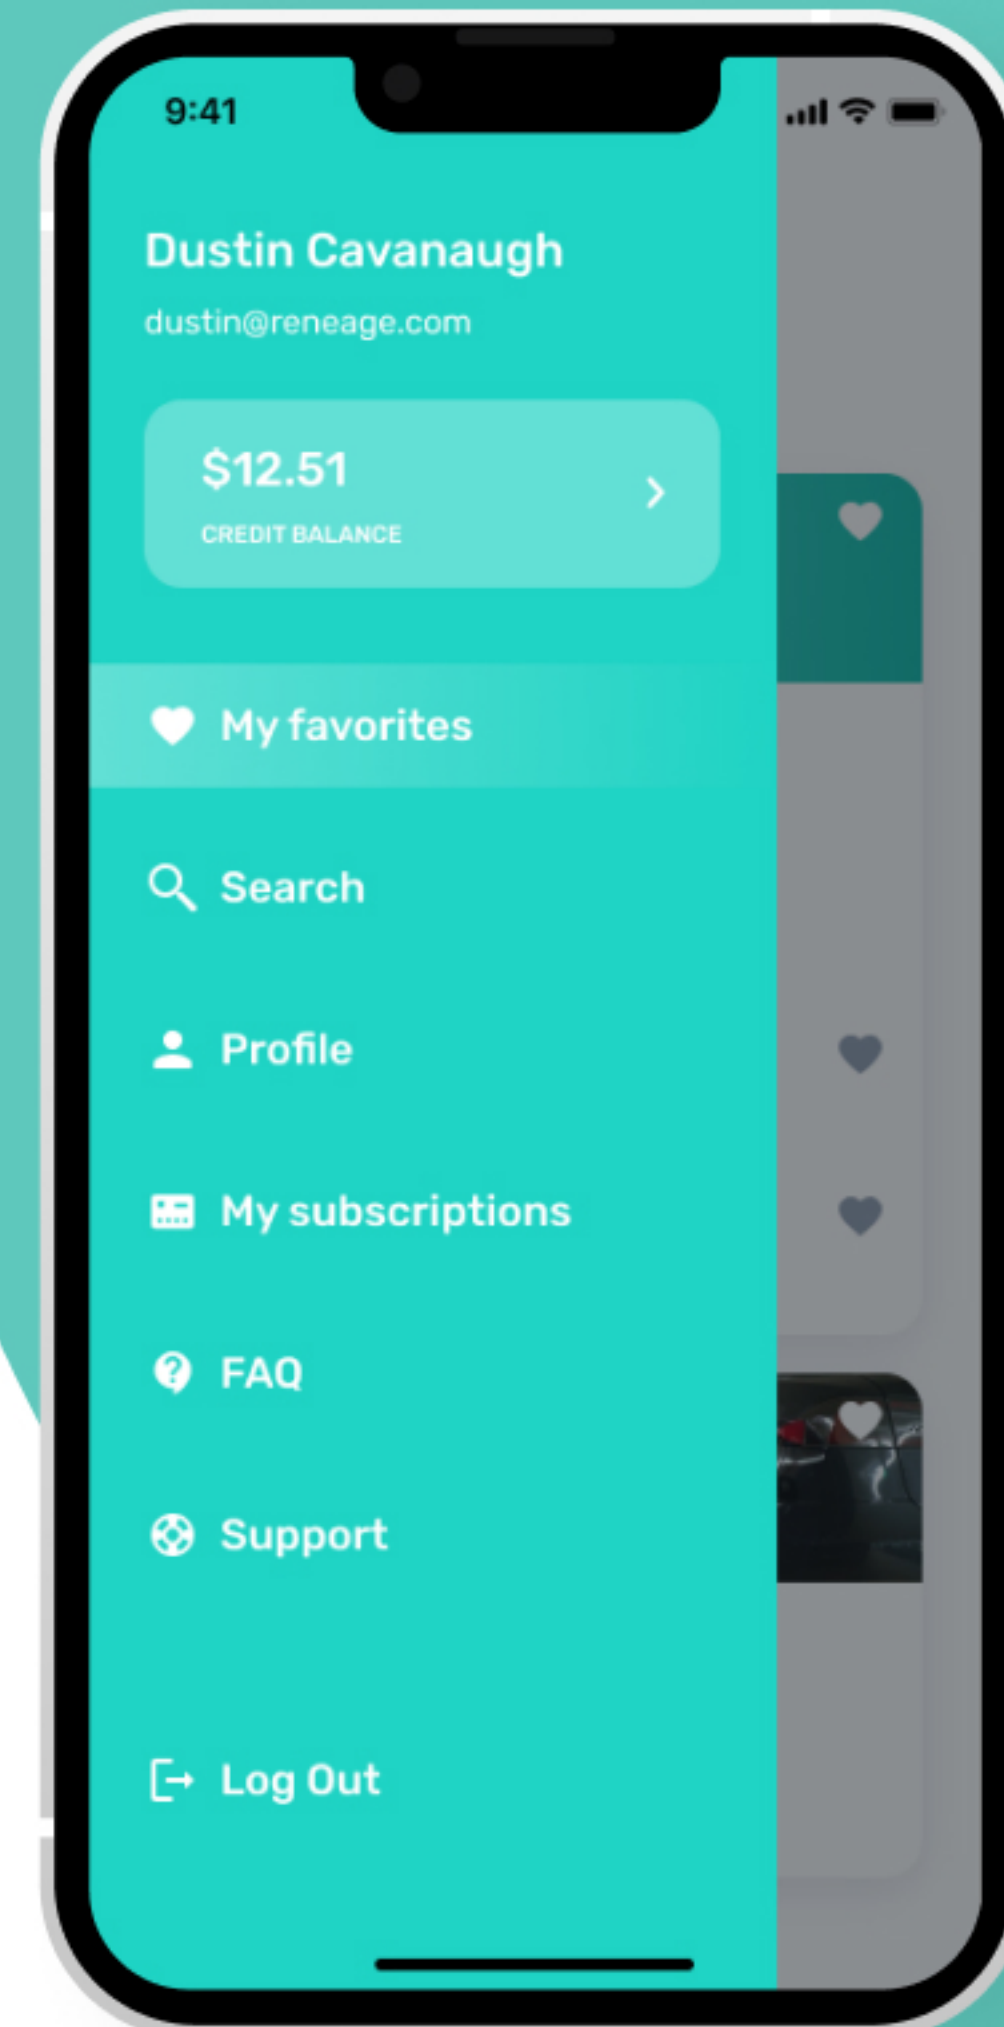 9:41
Dustin Cavanaugh
dustin@reneage.com
$12.51
CREDIT BALANCE
My favorites
Search
Profile
My subscriptions
FAQ
Support
Log Out